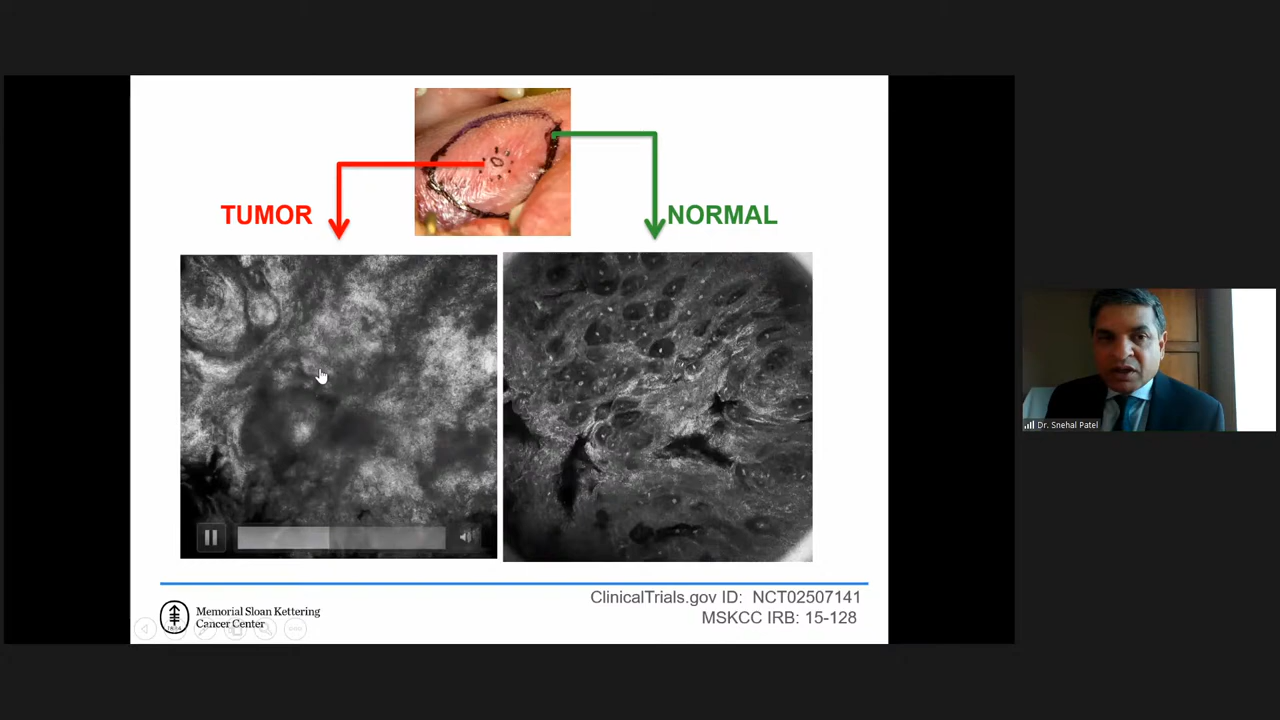 TUMOR
NORMAL
Dr. Snehal Patel
ClinicalTrials.gov ID: NCT02507141
MSKCC IRB: 15-128
Memorial Sloan Kettering
Cancer Center